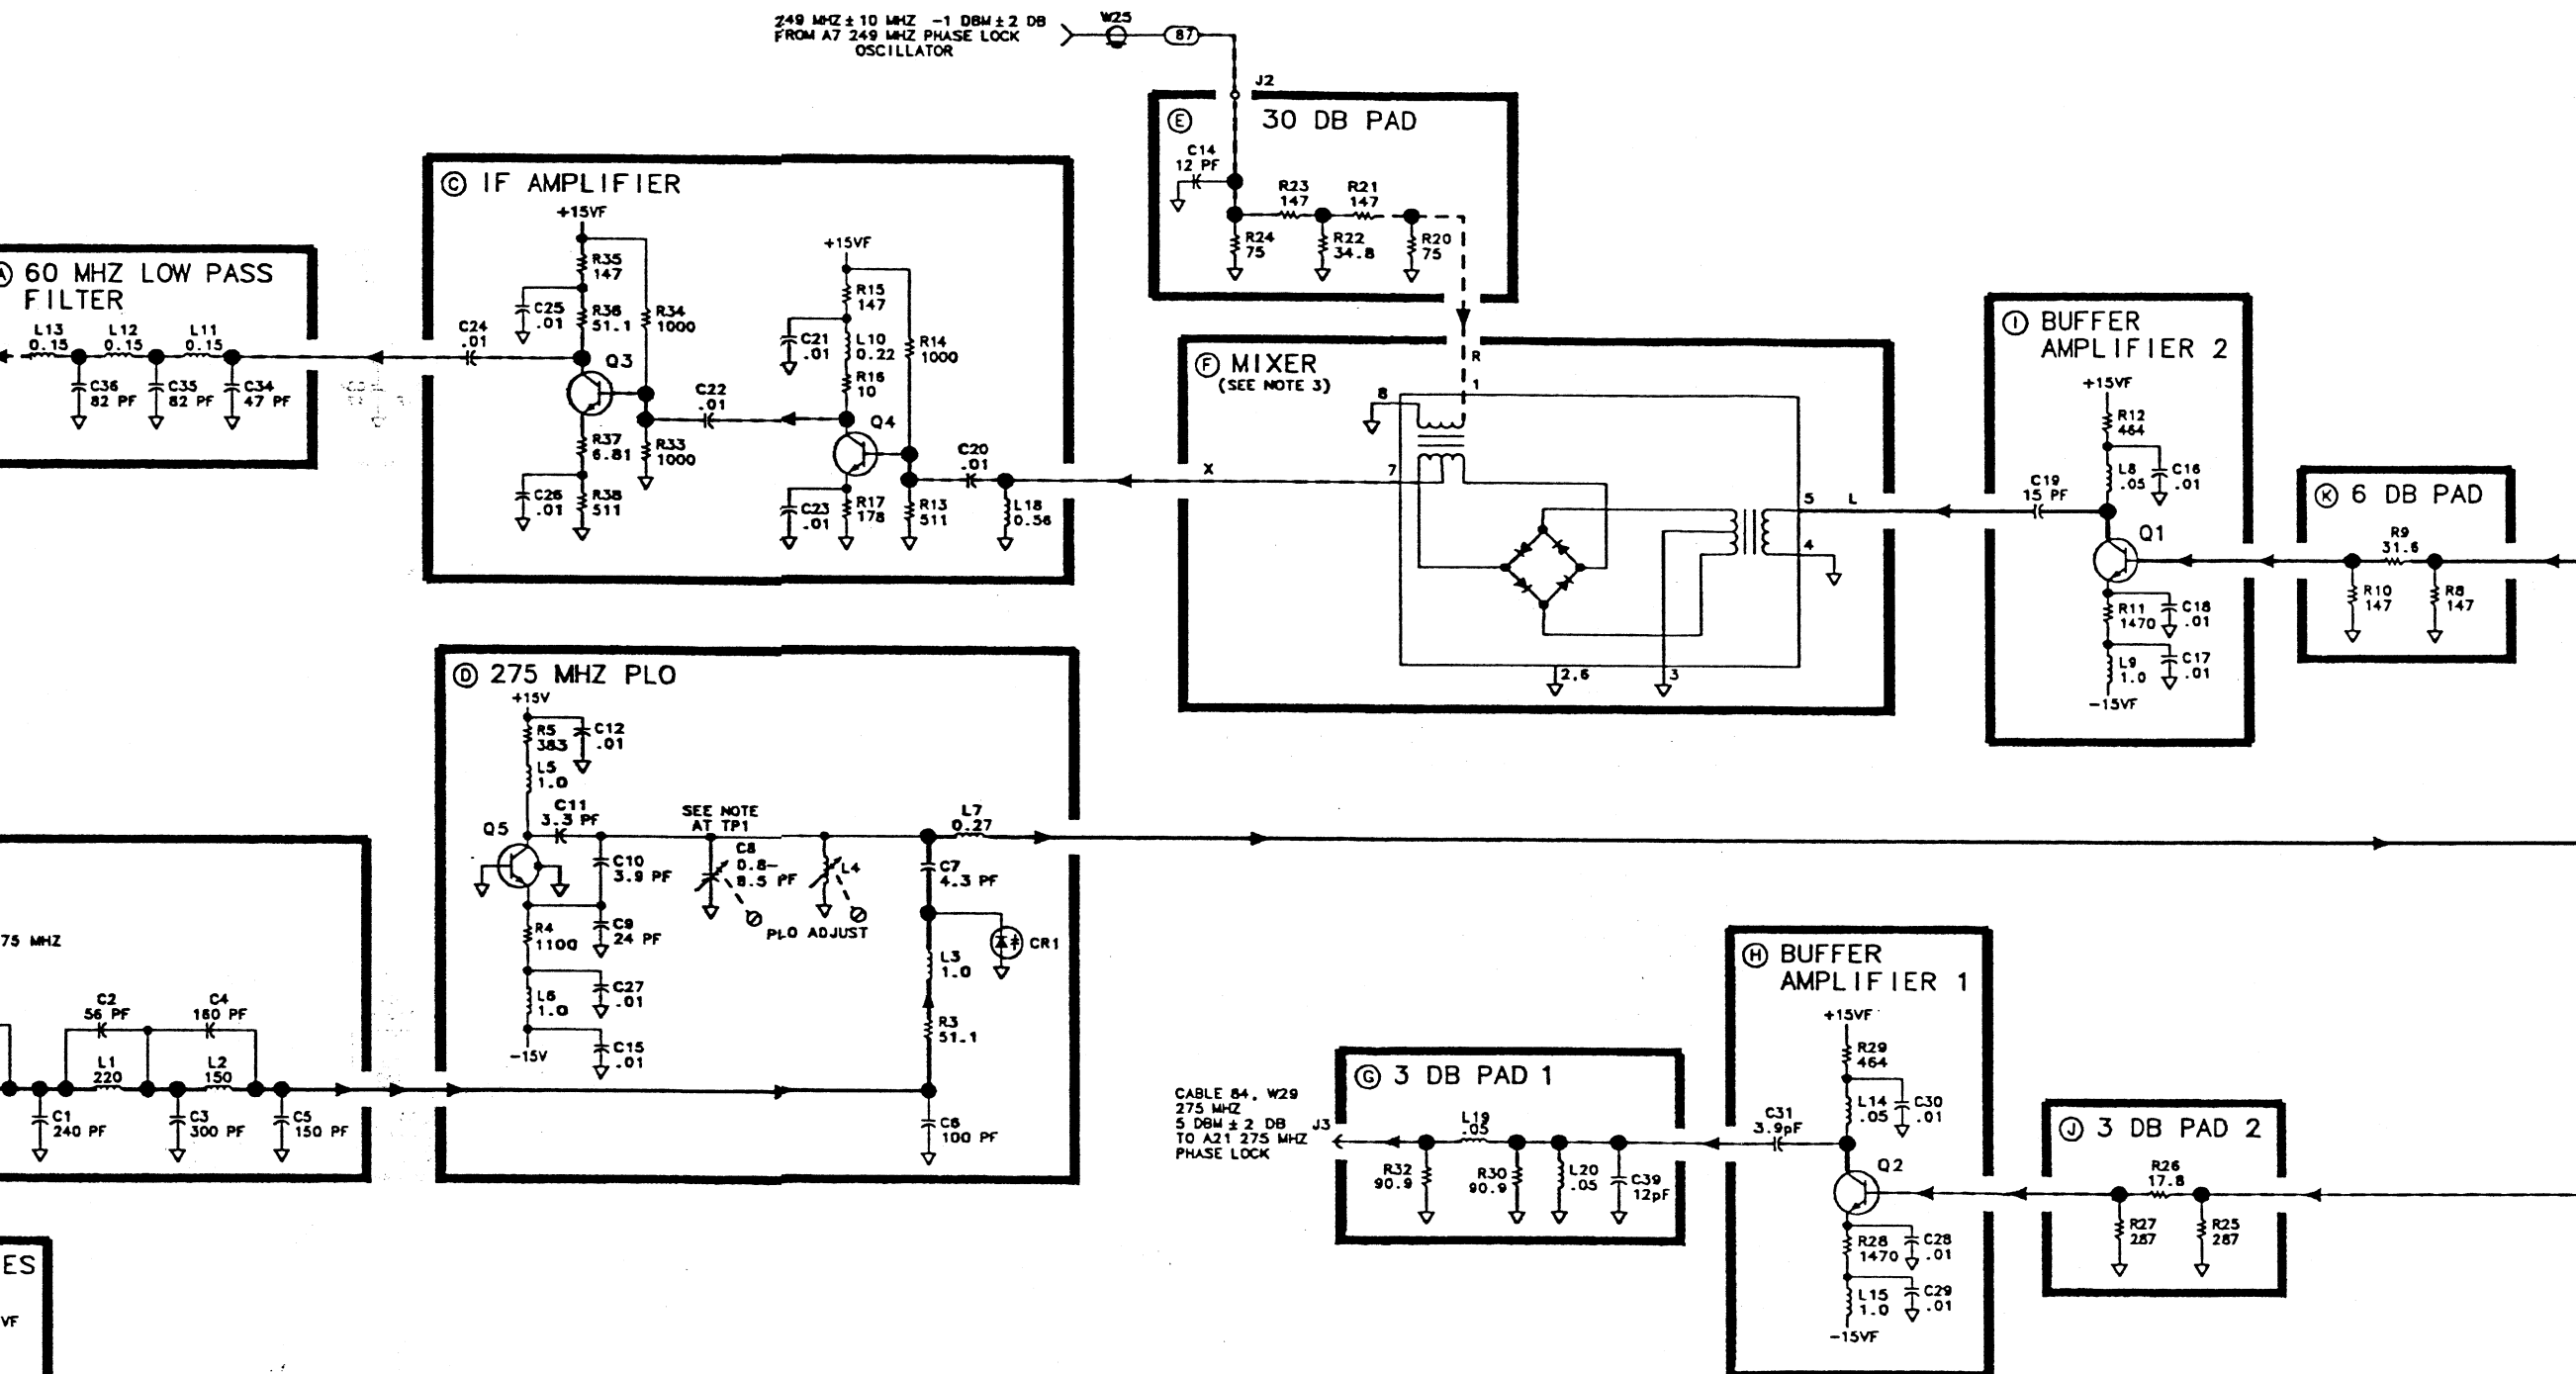 249 MHZ ± 10 MHZ -1 DBM ± 2 DB
FROM A7 249 MHZ PHASE LOCK
OSCILLATOR
W25
87
J2
E 30 DB PAD
C14
12 PF
R23
147
R21
147
R24
75
R22
34.8
R20
75
C IF AMPLIFIER
+15VF
R35
147
C25
.01
R36
51.1
R34
1000
C24
.01
Q3
R37
6.81
R33
1000
C26
.01
R38
511
C22
.01
+15VF
R15
147
C21
.01
L10
0.22
R14
1000
R16
10
Q4
C20
.01
C23
.01
R17
178
R13
511
L18
0.56
A 60 MHZ LOW PASS
FILTER
L13
0.15
L12
0.15
L11
0.15
C36
82 PF
C35
82 PF
C34
47 PF
F MIXER
(SEE NOTE 3)
R
1
8
X
7
5
L
4
2,6
3
I BUFFER
AMPLIFIER 2
+15VF
R12
464
L8
.05
C16
.01
C19
15 PF
Q1
R11
1470
C18
.01
L9
1.0
C17
.01
-15VF
K 6 DB PAD
R9
31.6
R10
147
R8
147
D 275 MHZ PLO
+15V
R5
383
C12
.01
L5
1.0
C11
3.3 PF
Q5
C10
3.9 PF
SEE NOTE
AT TP1
C8
0.8-
8.5 PF
L4
PLO ADJUST
L7
0.27
C7
4.3 PF
R4
1100
C9
24 PF
L3
1.0
CR1
L6
1.0
C27
.01
R3
51.1
-15V
C15
.01
C6
100 PF
75 MHZ
C2
56 PF
C4
160 PF
L1
220
L2
150
C1
240 PF
C3
300 PF
C5
150 PF
ES
VF
CABLE 84, W29
275 MHZ
5 DBM ± 2 DB
TO A21 275 MHZ
PHASE LOCK
J3
G 3 DB PAD 1
L19
.05
R32
90.9
R30
90.9
L20
.05
C39
12pF
H BUFFER
AMPLIFIER 1
+15VF
R29
464
L14
.05
C30
.01
C31
3.9pF
Q2
R28
1470
C28
.01
L15
1.0
C29
.01
-15VF
J 3 DB PAD 2
R26
17.8
R27
287
R25
287